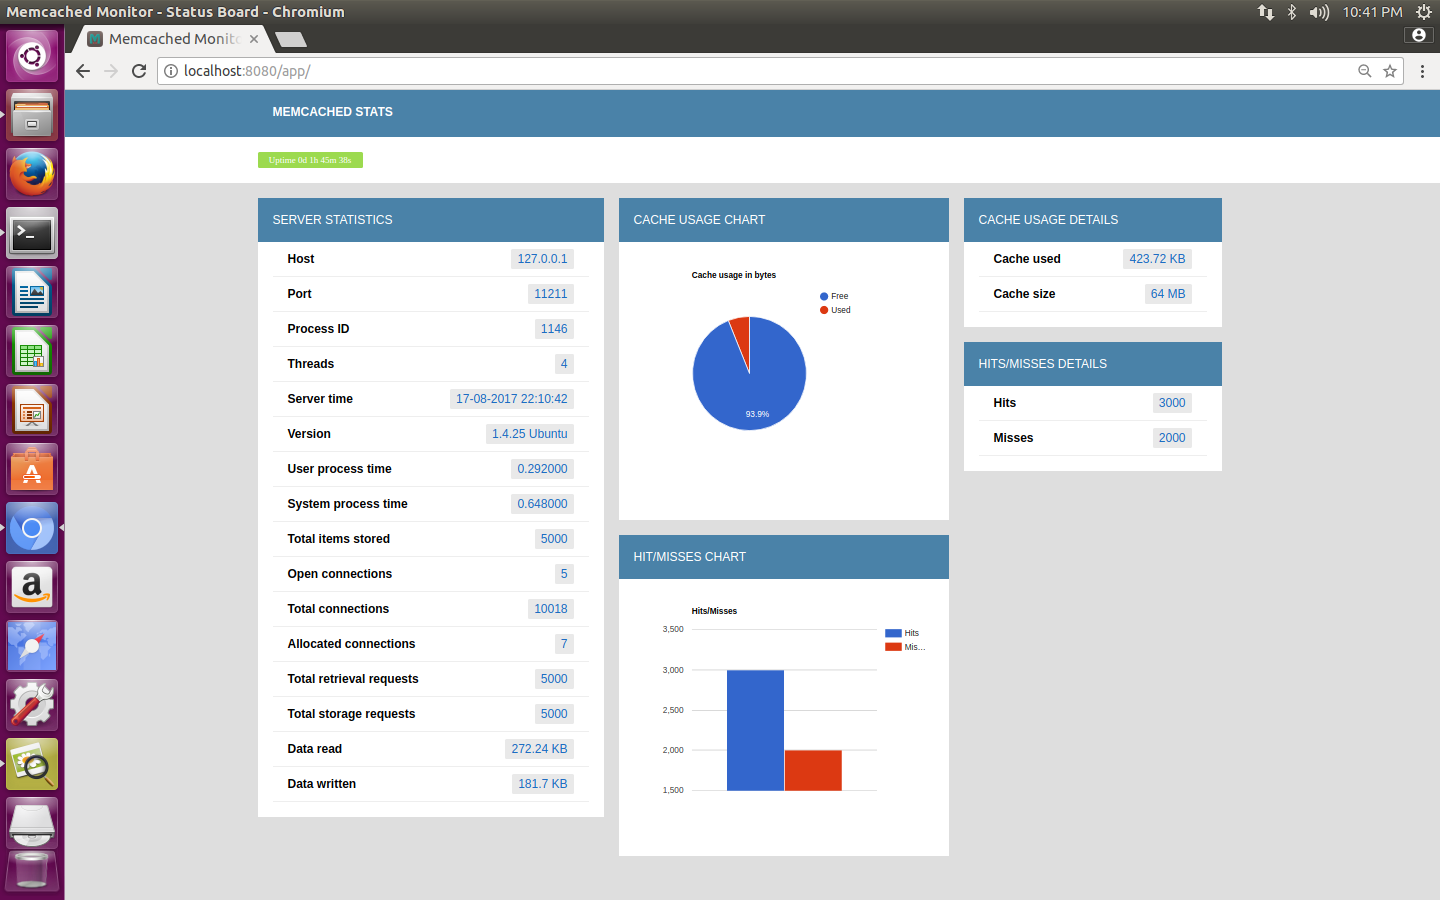 Memcached Monitor - Status Board - Chromium
10:41 PM
Memcached Monito
localhost:8080/app/
MEMCACHED STATS
Uptime 0d 1h 45m 38s
SERVER STATISTICS
Host 127.0.0.1
Port 11211
Process ID 1146
Threads 4
Server time 17-08-2017 22:10:42
Version 1.4.25 Ubuntu
User process time 0.292000
System process time 0.648000
Total items stored 5000
Open connections 5
Total connections 10018
Allocated connections 7
Total retrieval requests 5000
Total storage requests 5000
Data read 272.24 KB
Data written 181.7 KB
CACHE USAGE CHART
Cache usage in bytes
Free
Used
93.9%
HIT/MISSES CHART
Hits/Misses
3,500
3,000
2,500
2,000
1,500
Hits
Mis...
CACHE USAGE DETAILS
Cache used 423.72 KB
Cache size 64 MB
HITS/MISSES DETAILS
Hits 3000
Misses 2000